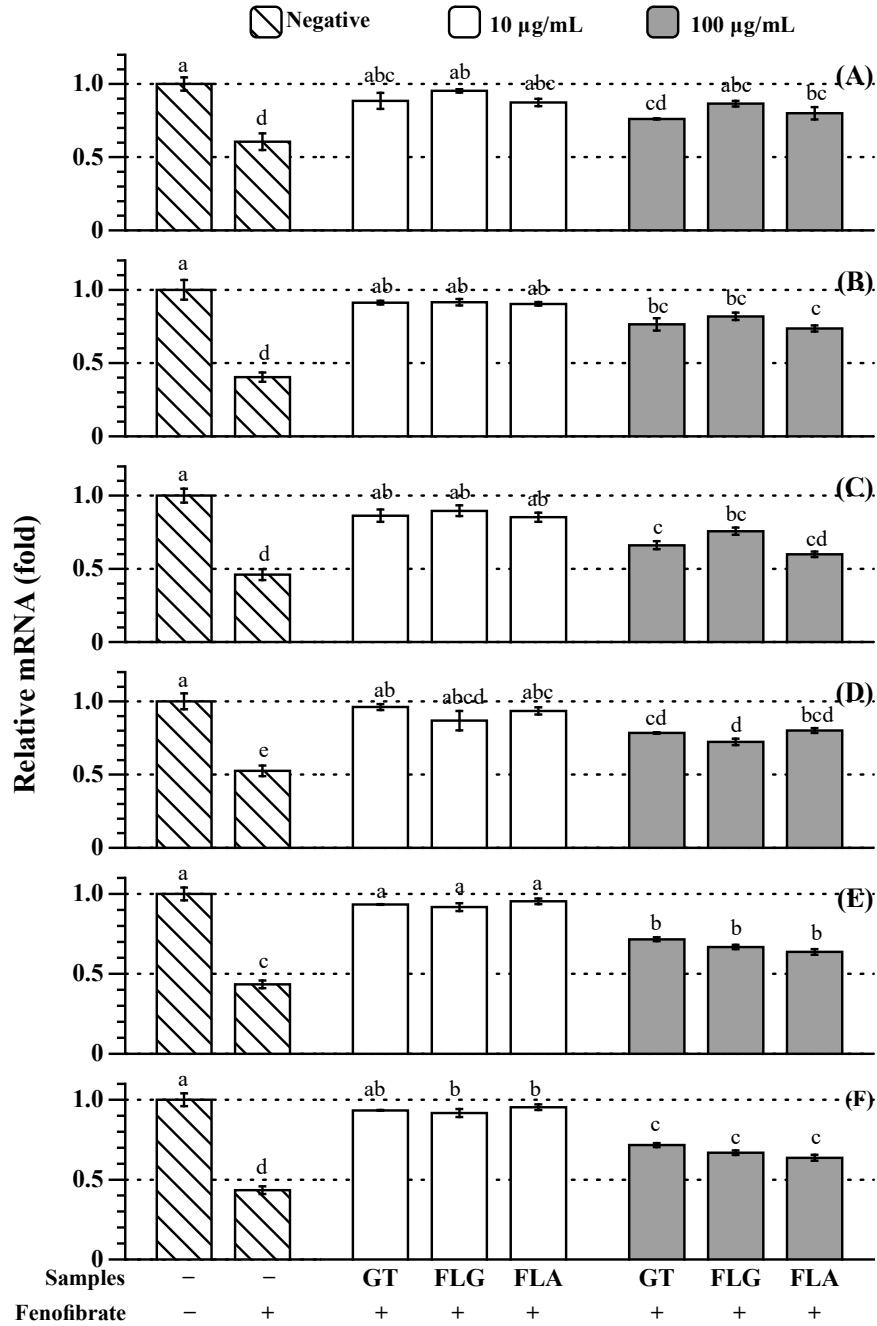 Negative 10 µg/mL 100 µg/mL
Relative mRNA (fold)
(A)
a d abc ab abc cd abc bc
1.0
0.5
0
(B)
a d ab ab ab bc bc c
1.0
0.5
0
(C)
a d ab ab ab c bc cd
1.0
0.5
0
(D)
a e ab abcd abc cd d bcd
1.0
0.5
0
(E)
a c a a a b b b
1.0
0.5
0
(F)
a d ab b b c c c
1.0
0.5
0
Samples − − GT FLG FLA GT FLG FLA
Fenofibrate − + + + + + + +